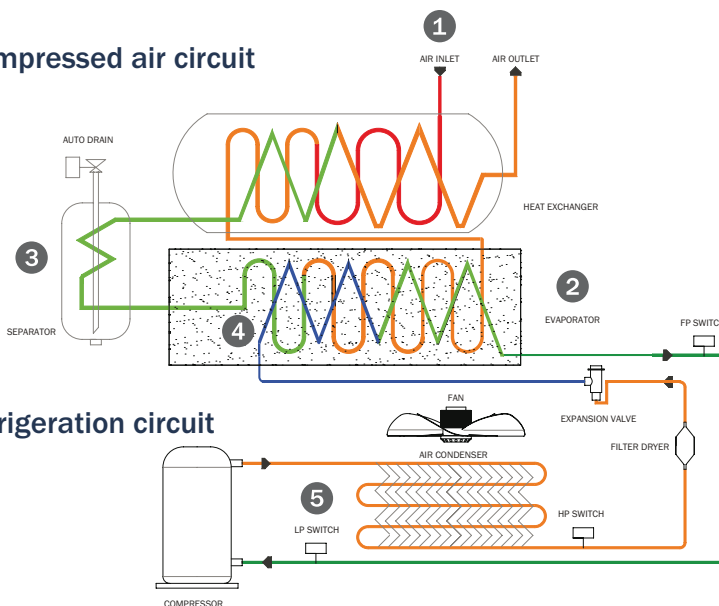 1
mpressed air circuit
AIR INLET
AIR OUTLET
AUTO DRAIN
HEAT EXCHANGER
3
2
4
EVAPORATOR
SEPARATOR
FP SWITC
FAN
EXPANSION VALVE
rigeration circuit
FILTER DRYER
AIR CONDENSER
5
HP SWITCH
LP SWITCH
COMPRESSOR